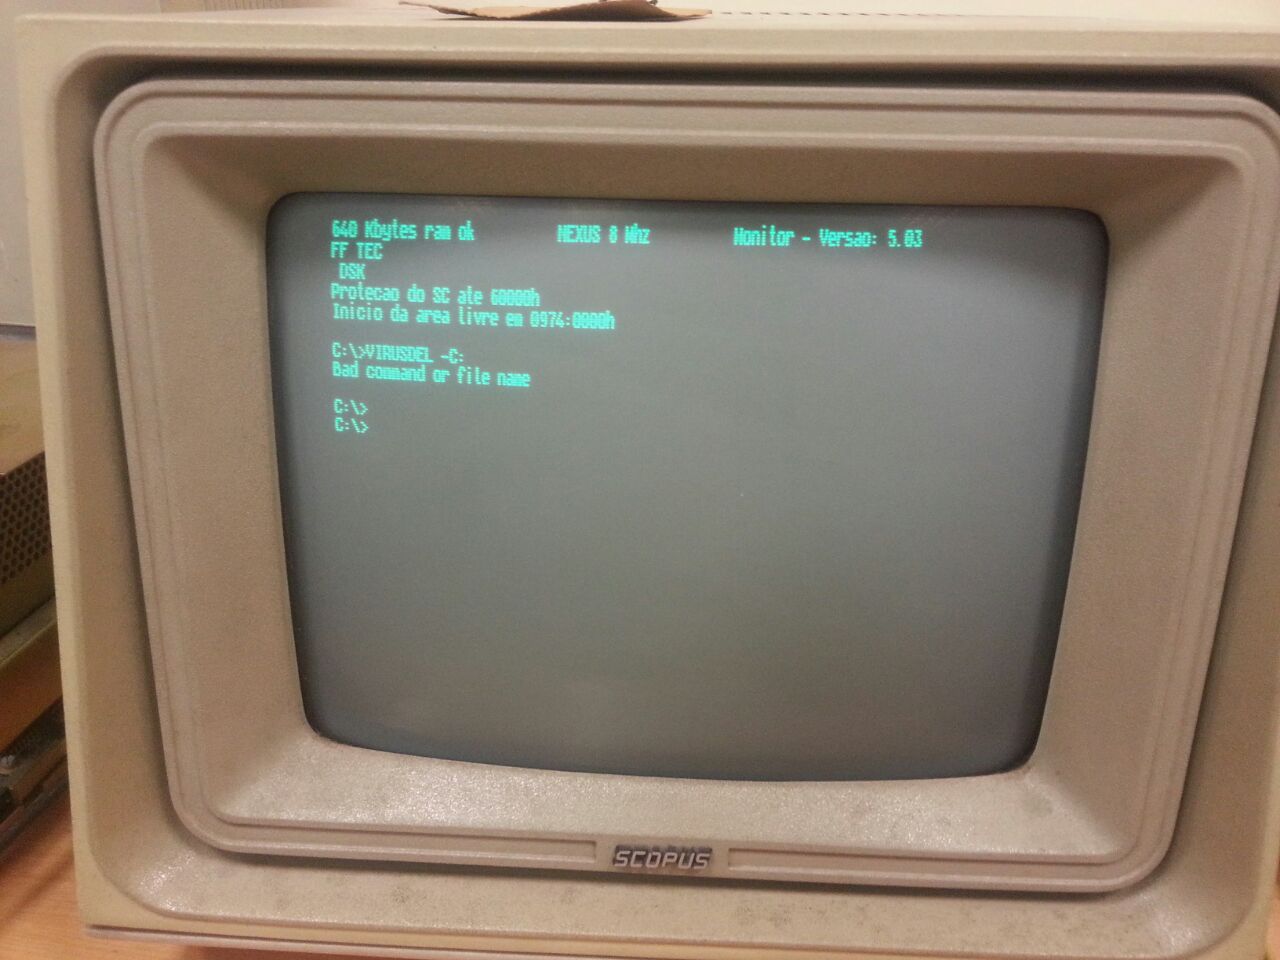 640 Kbytes ram ok NEXUS 8 Mhz Monitor - Versao: 5.03
FF TEC
DSK
Protecao do SC ate 60000h
Inicio da area livre em 0974:0000h
C:\>VIRUSDEL -C:
Bad command or file name
C:\>
C:\>
SCOPUS